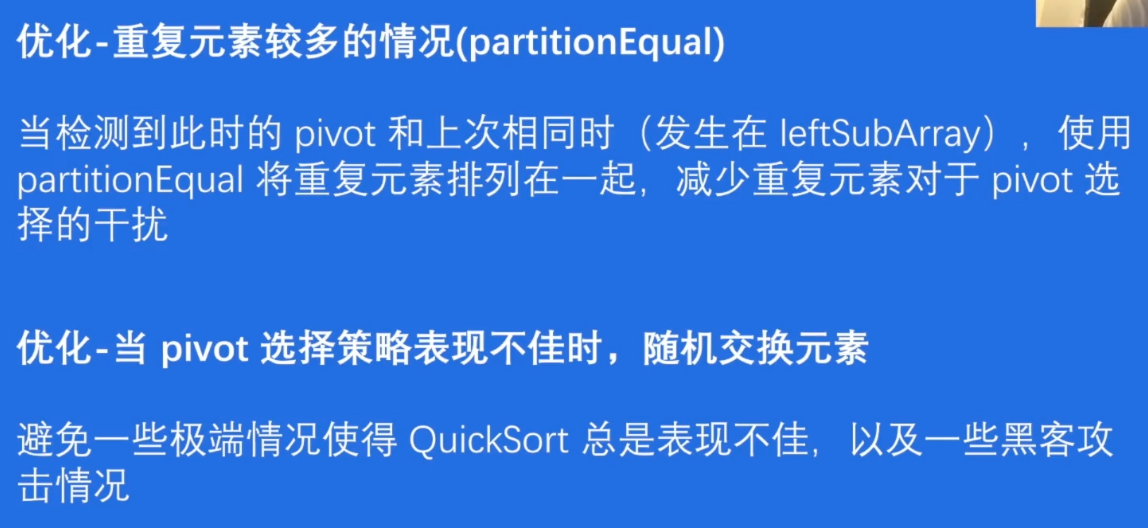 优化-重复元素较多的情况(partitionEqual)
当检测到此时的 pivot 和上次相同时（发生在 leftSubArray），使用
partitionEqual 将重复元素排列在一起，减少重复元素对于 pivot 选
择的干扰
优化-当 pivot 选择策略表现不佳时，随机交换元素
避免一些极端情况使得 QuickSort 总是表现不佳，以及一些黑客攻
击情况